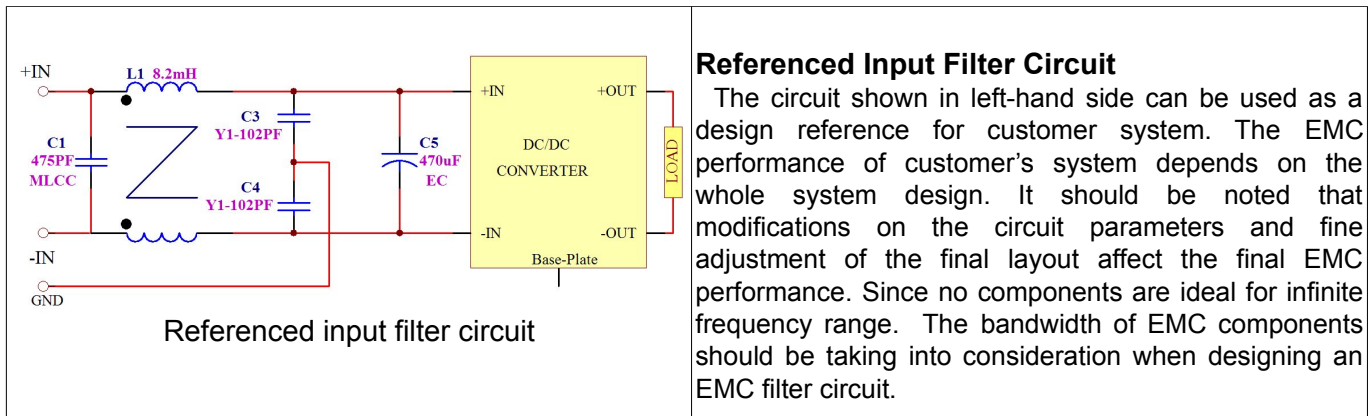 +IN
L1 8.2mH
C1
475PF
MLCC
C3
Y1-102PF
C4
Y1-102PF
C5
470uF
EC
-IN
GND
+IN
+OUT
DC/DC
CONVERTER
-IN
-OUT
Base-Plate
LOAD
Referenced input filter circuit
Referenced Input Filter Circuit
The circuit shown in left-hand side can be used as a
design reference for customer system. The EMC
performance of customer's system depends on the
whole system design. It should be noted that
modifications on the circuit parameters and fine
adjustment of the final layout affect the final EMC
performance. Since no components are ideal for infinite
frequency range. The bandwidth of EMC components
should be taking into consideration when designing an
EMC filter circuit.